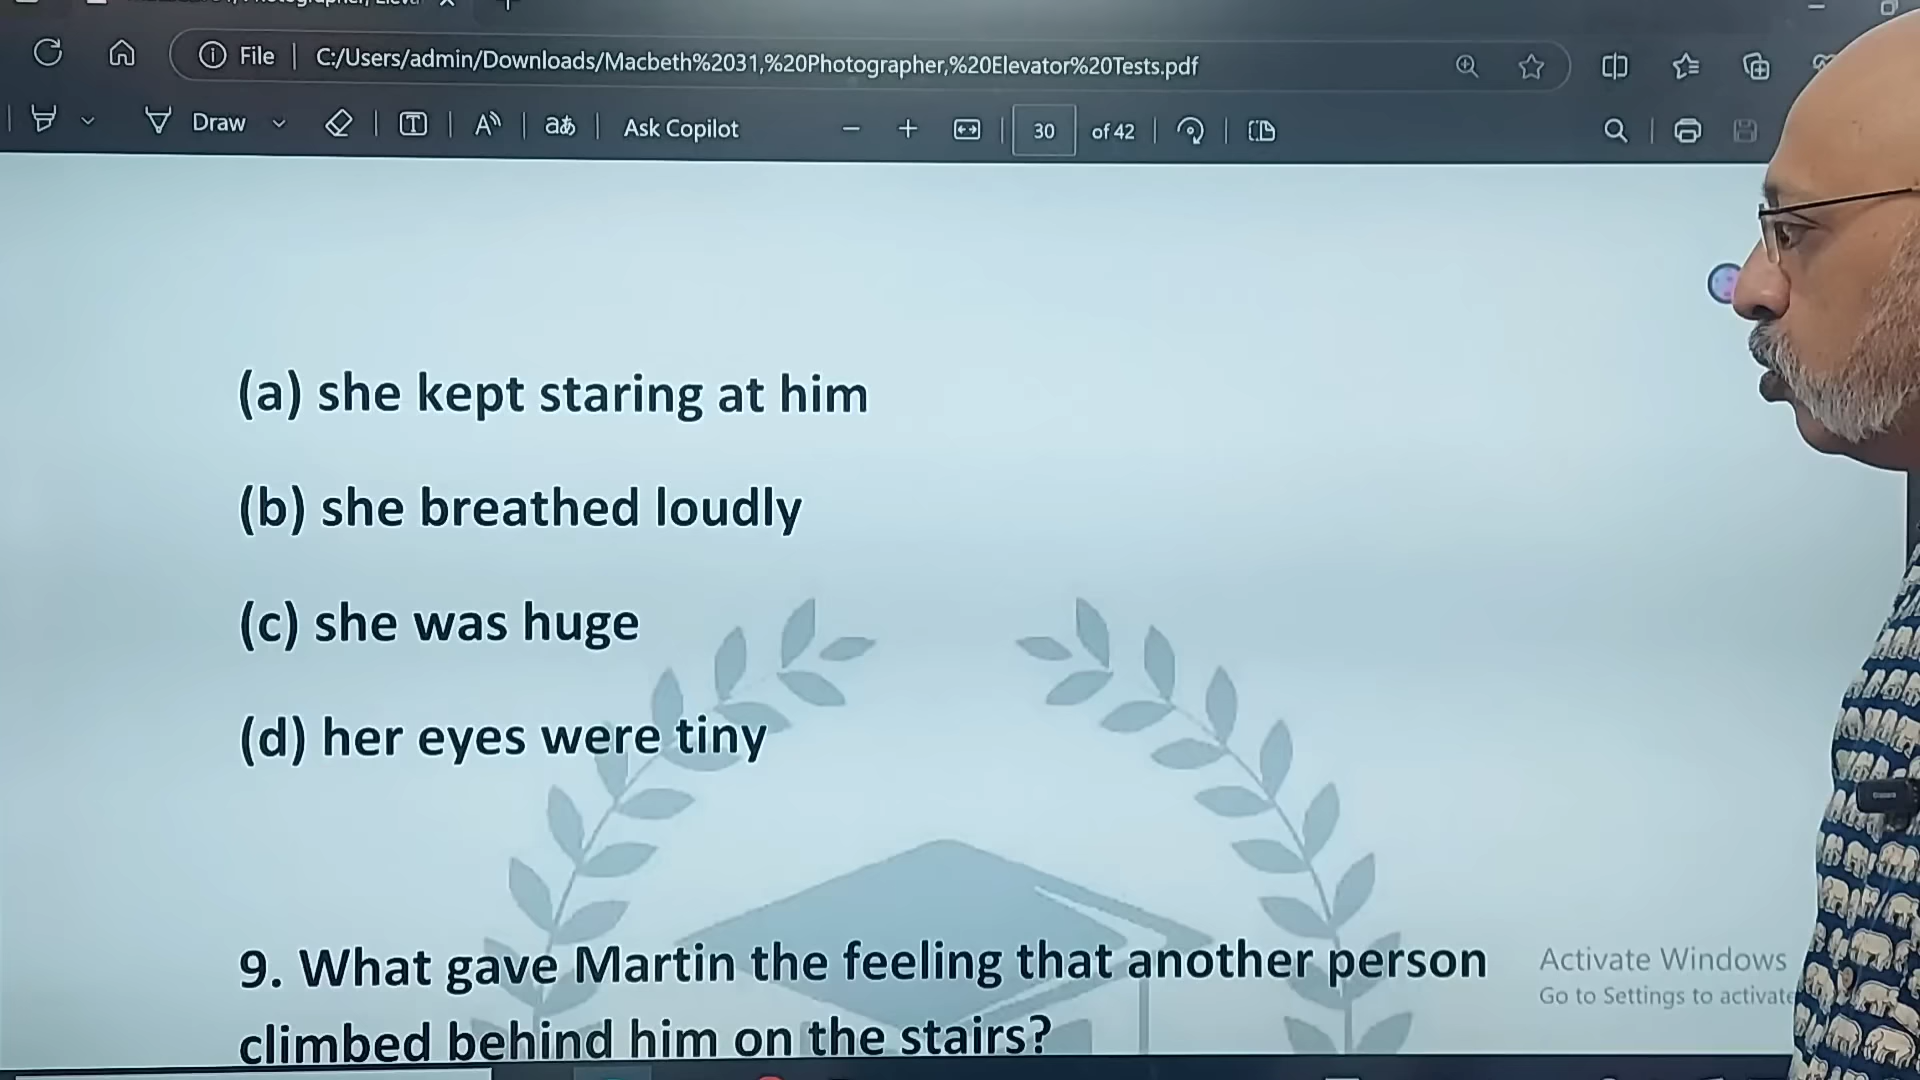 File
C:/Users/admin/Downloads/Macbeth%2031,%20Photographer,%20Elevator%20Tests.pdf
Draw
Ask Copilot
30 of 42
(a) she kept staring at him
(b) she breathed loudly
(c) she was huge
(d) her eyes were tiny
9. What gave Martin the feeling that another person
climbed behind him on the stairs?
Activate Windows
Go to Settings to activate